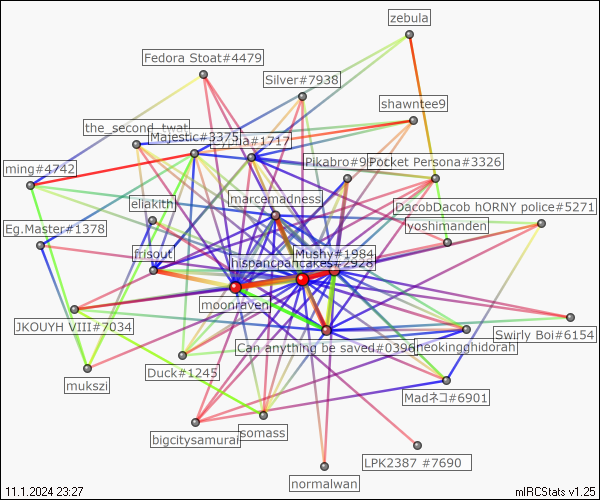 zebula
Fedora Stoat#4479
Silver#7938
shawntee9
the_second_twat
Majestic#3375
#1717
Pikabro#9
Pocket Persona#3326
ming#4742
marcemadness
eliakith
DacobDacob hORNY police#5271
yoshimanden
Eg.Master#1378
frisout
Mushy#1984
hispanicpancakes#2928
moonraven
JKOUYH VIII#7034
Can anything be saved#0396
neokingghidorah
Swirly Boi#6154
Duck#1245
mukszi
Madネコ#6901
bigcitysamurai
somass
LPK2387 #7690
normalwan
11.1.2024 23:27
mIRCStats v1.25